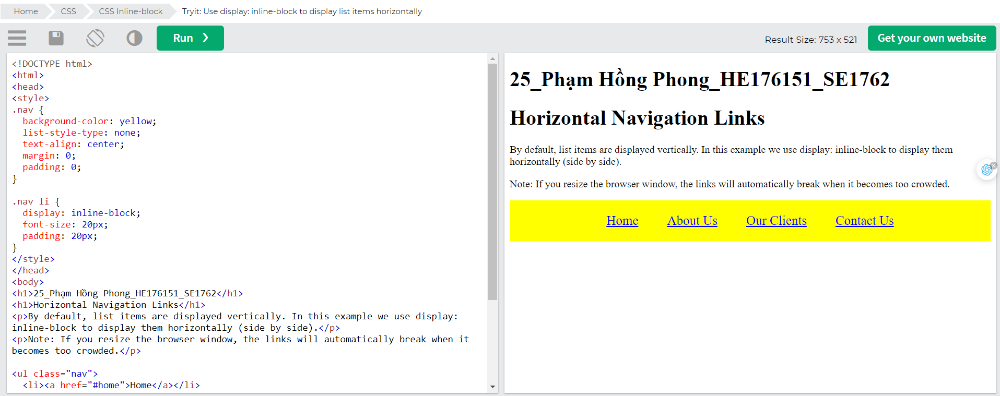 Home CSS CSS Inline-block Tryit: Use display: inline-block to display list items horizontally
Run ❯ Result Size: 753 x 521 Get your own website
<!DOCTYPE html>
<html>
<head>
<style>
.nav {
  background-color: yellow;
  list-style-type: none;
  text-align: center;
  margin: 0;
  padding: 0;
}

.nav li {
  display: inline-block;
  font-size: 20px;
  padding: 20px;
}
</style>
</head>
<body>
<h1>25_Phạm Hồng Phong_HE176151_SE1762</h1>
<h1>Horizontal Navigation Links</h1>
<p>By default, list items are displayed vertically. In this example we use display:
inline-block to display them horizontally (side by side).</p>
<p>Note: If you resize the browser window, the links will automatically break when it
becomes too crowded.</p>

<ul class="nav">
  <li><a href="#home">Home</a></li>
25_Phạm Hồng Phong_HE176151_SE1762
Horizontal Navigation Links
By default, list items are displayed vertically. In this example we use display: inline-block to display them
horizontally (side by side).
Note: If you resize the browser window, the links will automatically break when it becomes too crowded.
Home About Us Our Clients Contact Us